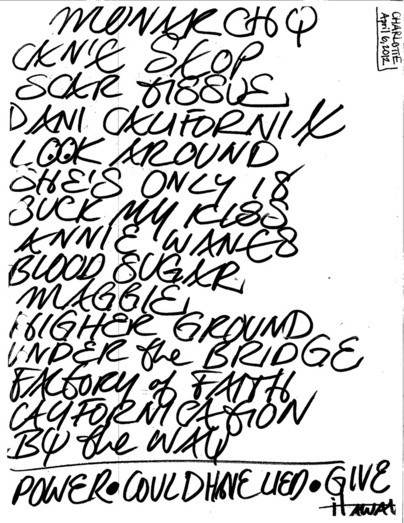 CHARLOTTE
April 6, 2012
MONARCHY
CAN'T STOP
SCAR TISSUE
DANI CALIFORNIA
LOOK AROUND
SHE'S ONLY 18
SUCK MY KISS
ANNIE WANTS
BLOOD SUGAR
MAGGIE
HIGHER GROUND
UNDER the BRIDGE
FACTORY of FAITH
CALIFORNICATION
BY the WAY
POWER • COULD HAVE LIED • GIVE
it AWAY